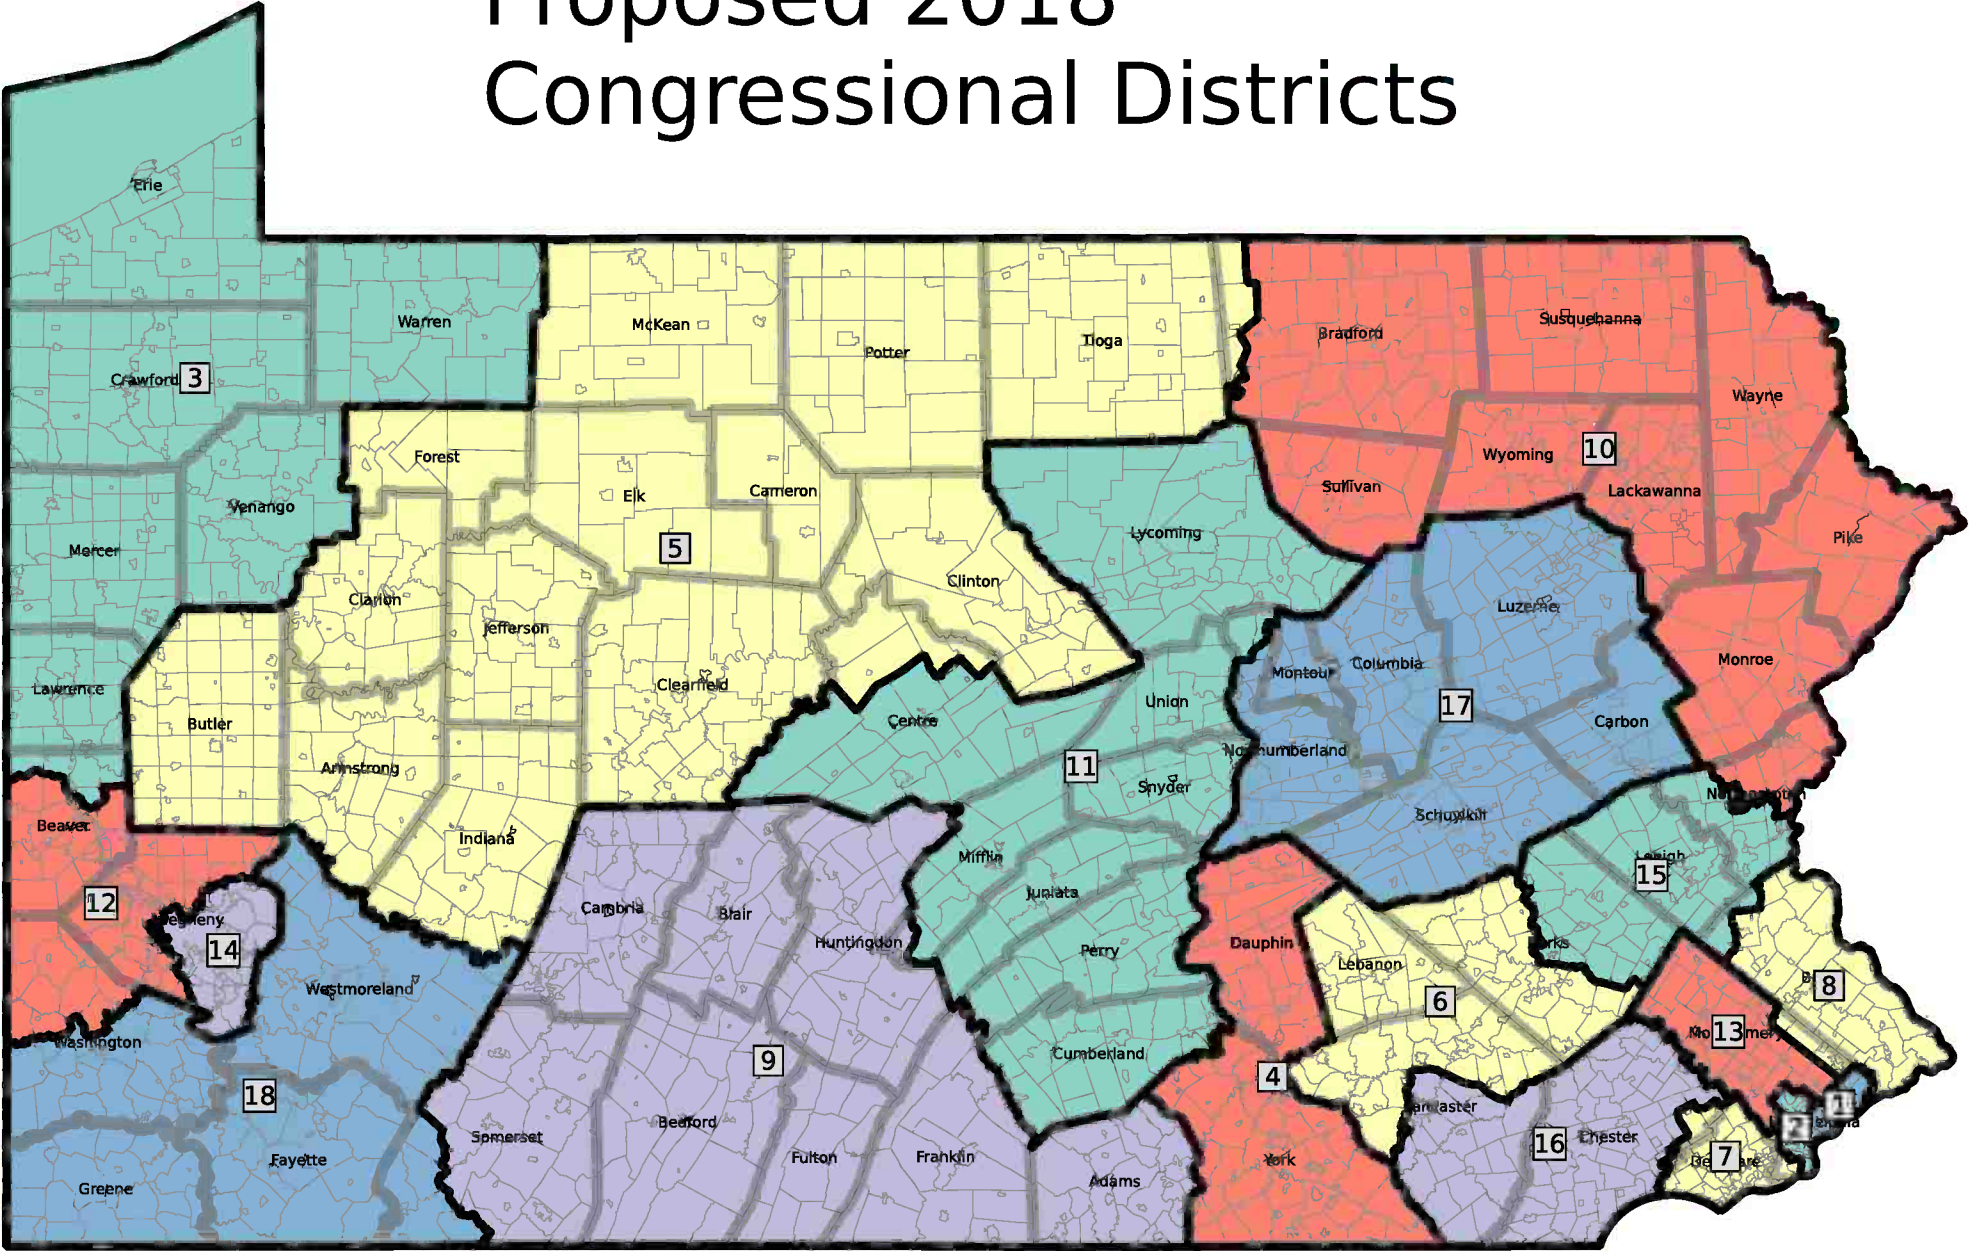 Proposed 2018
Congressional Districts
Erie
Warren
McKean
Potter
Tioga
Bradford
Susquehanna
Crawford
3
Wayne
Forest
Wyoming
10
Elk
Cameron
Sullivan
Lackawanna
Venango
Lycoming
Mercer
5
Pike
Clinton
Clarion
Luzerne
Jefferson
Montour
Columbia
Monroe
Lawrence
Clearfield
Union
17
Butler
Centre
Carbon
Armstrong
11
Snyder
Schuylkill
Beaver
Indiana
Mifflin
Lehigh
15
12
Juniata
Cambria
Blair
Huntingdon
Dauphin
14
Perry
Lebanon
Westmoreland
6
8
13
Washington
9
Cumberland
4
18
1
2
Somerset
Bedford
16
Chester
Fayette
Fulton
Franklin
York
7
Greene
Adams